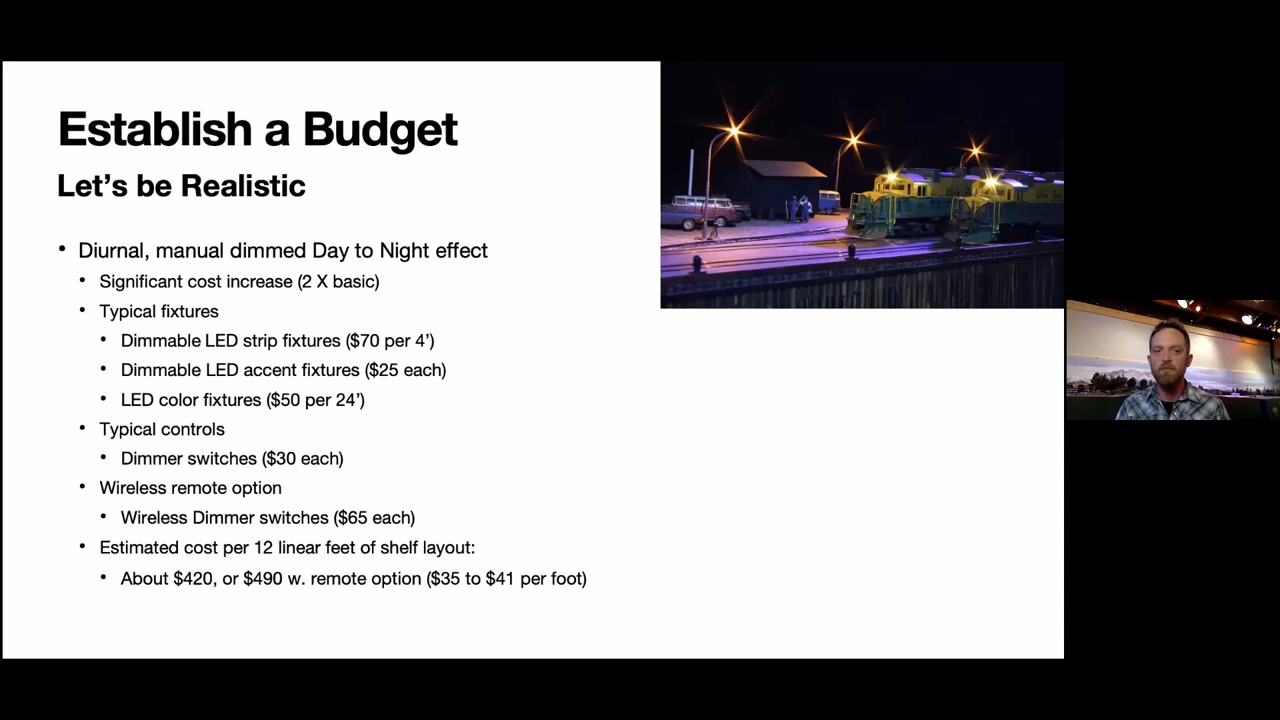 Establish a Budget
Let’s be Realistic
• Diurnal, manual dimmed Day to Night effect
• Significant cost increase (2 X basic)
• Typical fixtures
• Dimmable LED strip fixtures ($70 per 4’)
• Dimmable LED accent fixtures ($25 each)
• LED color fixtures ($50 per 24’)
• Typical controls
• Dimmer switches ($30 each)
• Wireless remote option
• Wireless Dimmer switches ($65 each)
• Estimated cost per 12 linear feet of shelf layout:
• About $420, or $490 w. remote option ($35 to $41 per foot)